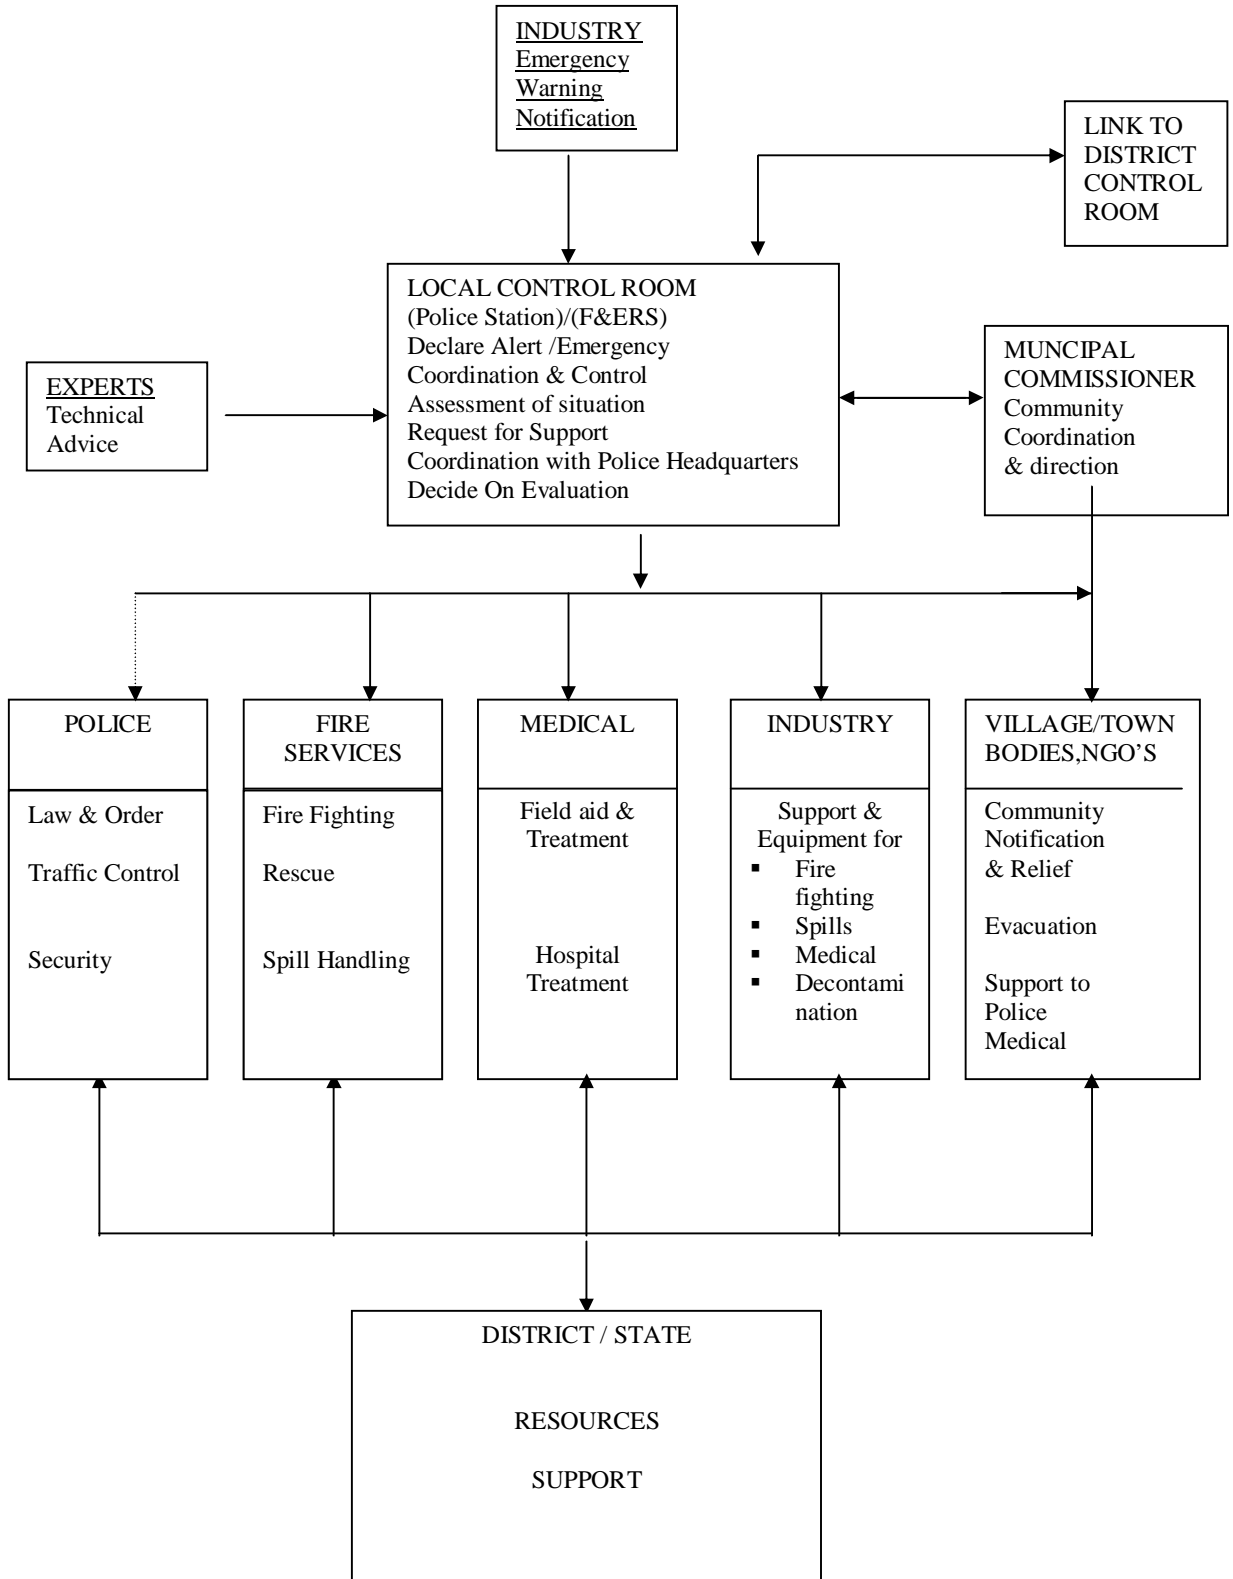 INDUSTRY
Emergency
Warning
Notification
LINK TO
DISTRICT
CONTROL
ROOM
LOCAL CONTROL ROOM
(Police Station)/(F&ERS)
Declare Alert /Emergency
Coordination & Control
Assessment of situation
Request for Support
Coordination with Police Headquarters
Decide On Evaluation
MUNCIPAL
COMMISSIONER
Community
Coordination
& direction
EXPERTS
Technical
Advice
POLICE
Law & Order
Traffic Control
Security
FIRE
SERVICES
Fire Fighting
Rescue
Spill Handling
MEDICAL
Field aid &
Treatment
Hospital
Treatment
INDUSTRY
Support &
Equipment for
▪ Fire
fighting
▪ Spills
▪ Medical
▪ Decontami
nation
VILLAGE/TOWN
BODIES,NGO'S
Community
Notification
& Relief
Evacuation
Support to
Police
Medical
DISTRICT / STATE
RESOURCES
SUPPORT